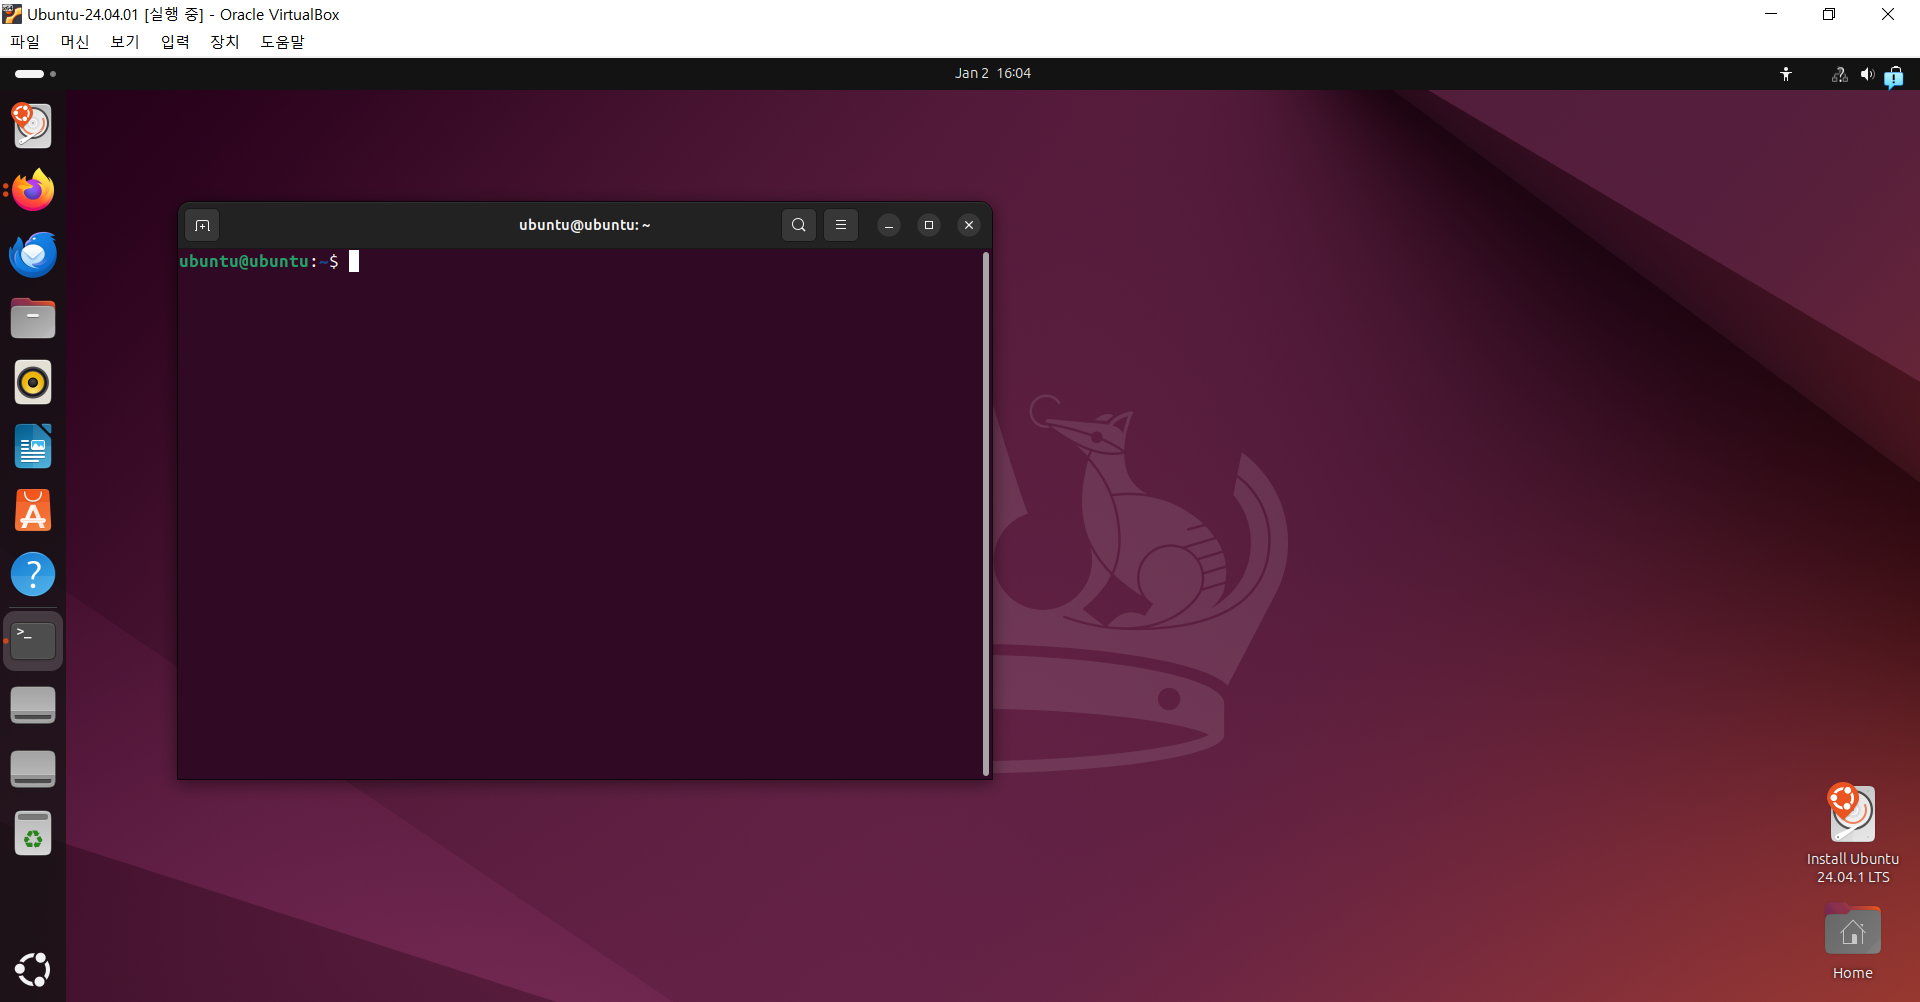 Ubuntu-24.04.01 [실행 중] - Oracle VirtualBox
파일 머신 보기 입력 장치 도움말
Jan 2 16:04
ubuntu@ubuntu: ~
ubuntu@ubuntu:~$
>_
Install Ubuntu
24.04.1 LTS
Home